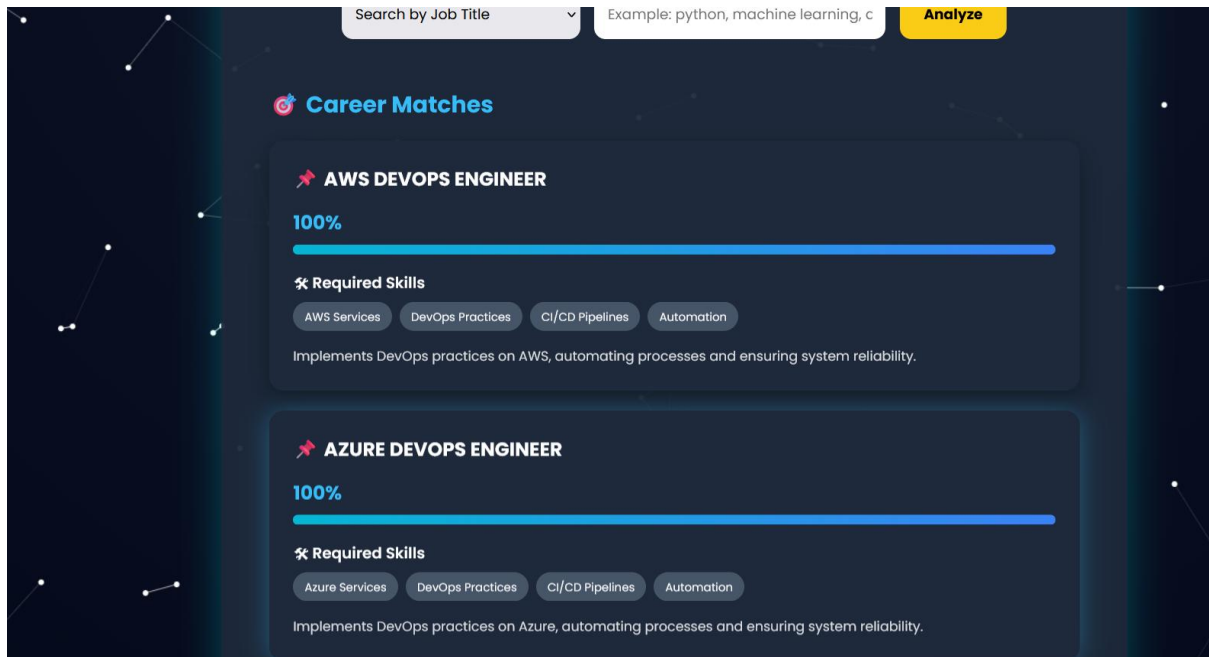 Search by Job Title
Example: python, machine learning, c
Analyze
Career Matches
AWS DEVOPS ENGINEER
100%
Required Skills
AWS Services DevOps Practices CI/CD Pipelines Automation
Implements DevOps practices on AWS, automating processes and ensuring system reliability.
AZURE DEVOPS ENGINEER
100%
Required Skills
Azure Services DevOps Practices CI/CD Pipelines Automation
Implements DevOps practices on Azure, automating processes and ensuring system reliability.